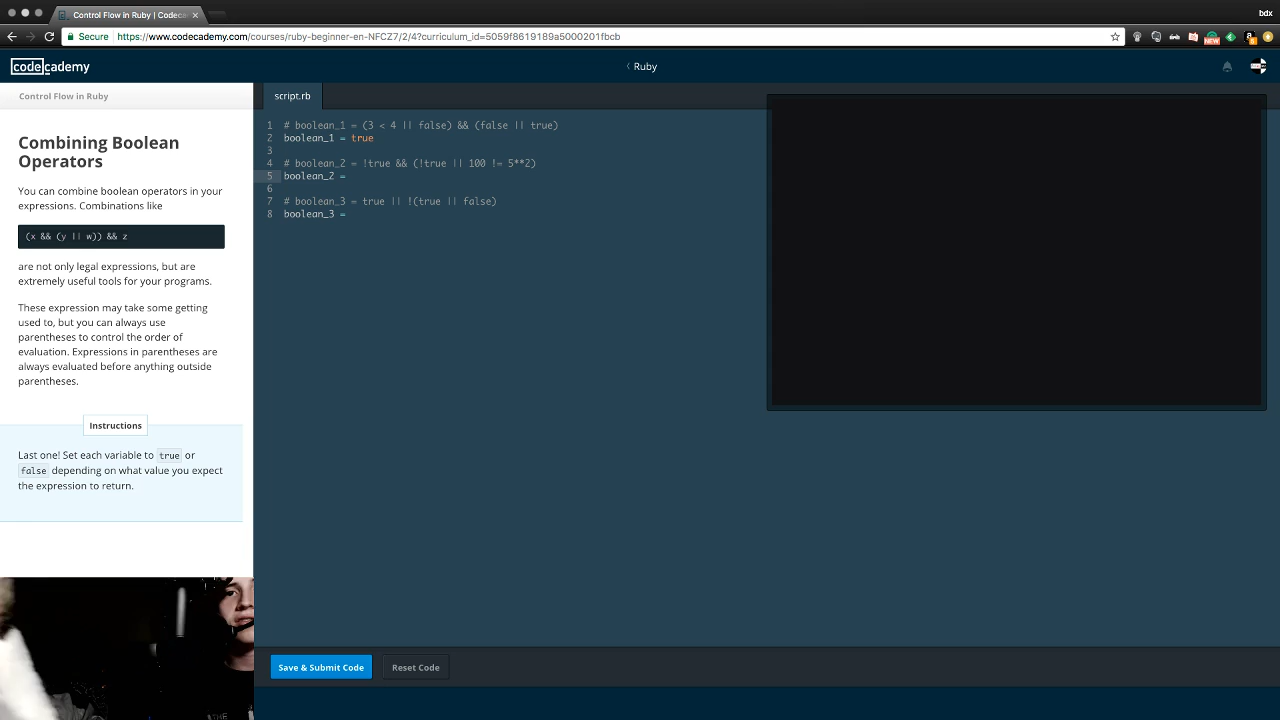 Control Flow in Ruby | Codec
bdx
Secure
https://www.codecademy.com/courses/ruby-beginner-en-NFCZ7/2/4?curriculum_id=5059f8619189a5000201fbcb
NEW
codecademy
Ruby
Control Flow in Ruby
script.rb
Combining Boolean
Operators
You can combine boolean operators in your
expressions. Combinations like
(x && (y || w)) && z
are not only legal expressions, but are
extremely useful tools for your programs.
These expression may take some getting
used to, but you can always use
parentheses to control the order of
evaluation. Expressions in parentheses are
always evaluated before anything outside
parentheses.
Instructions
Last one! Set each variable to true or
false depending on what value you expect
the expression to return.
1 # boolean_1 = (3 < 4 || false) && (false || true)
2 boolean_1 = true
3
4 # boolean_2 = !true && (!true || 100 != 5**2)
5 boolean_2 =
6
7 # boolean_3 = true || !(true || false)
8 boolean_3 =
Save & Submit Code
Reset Code